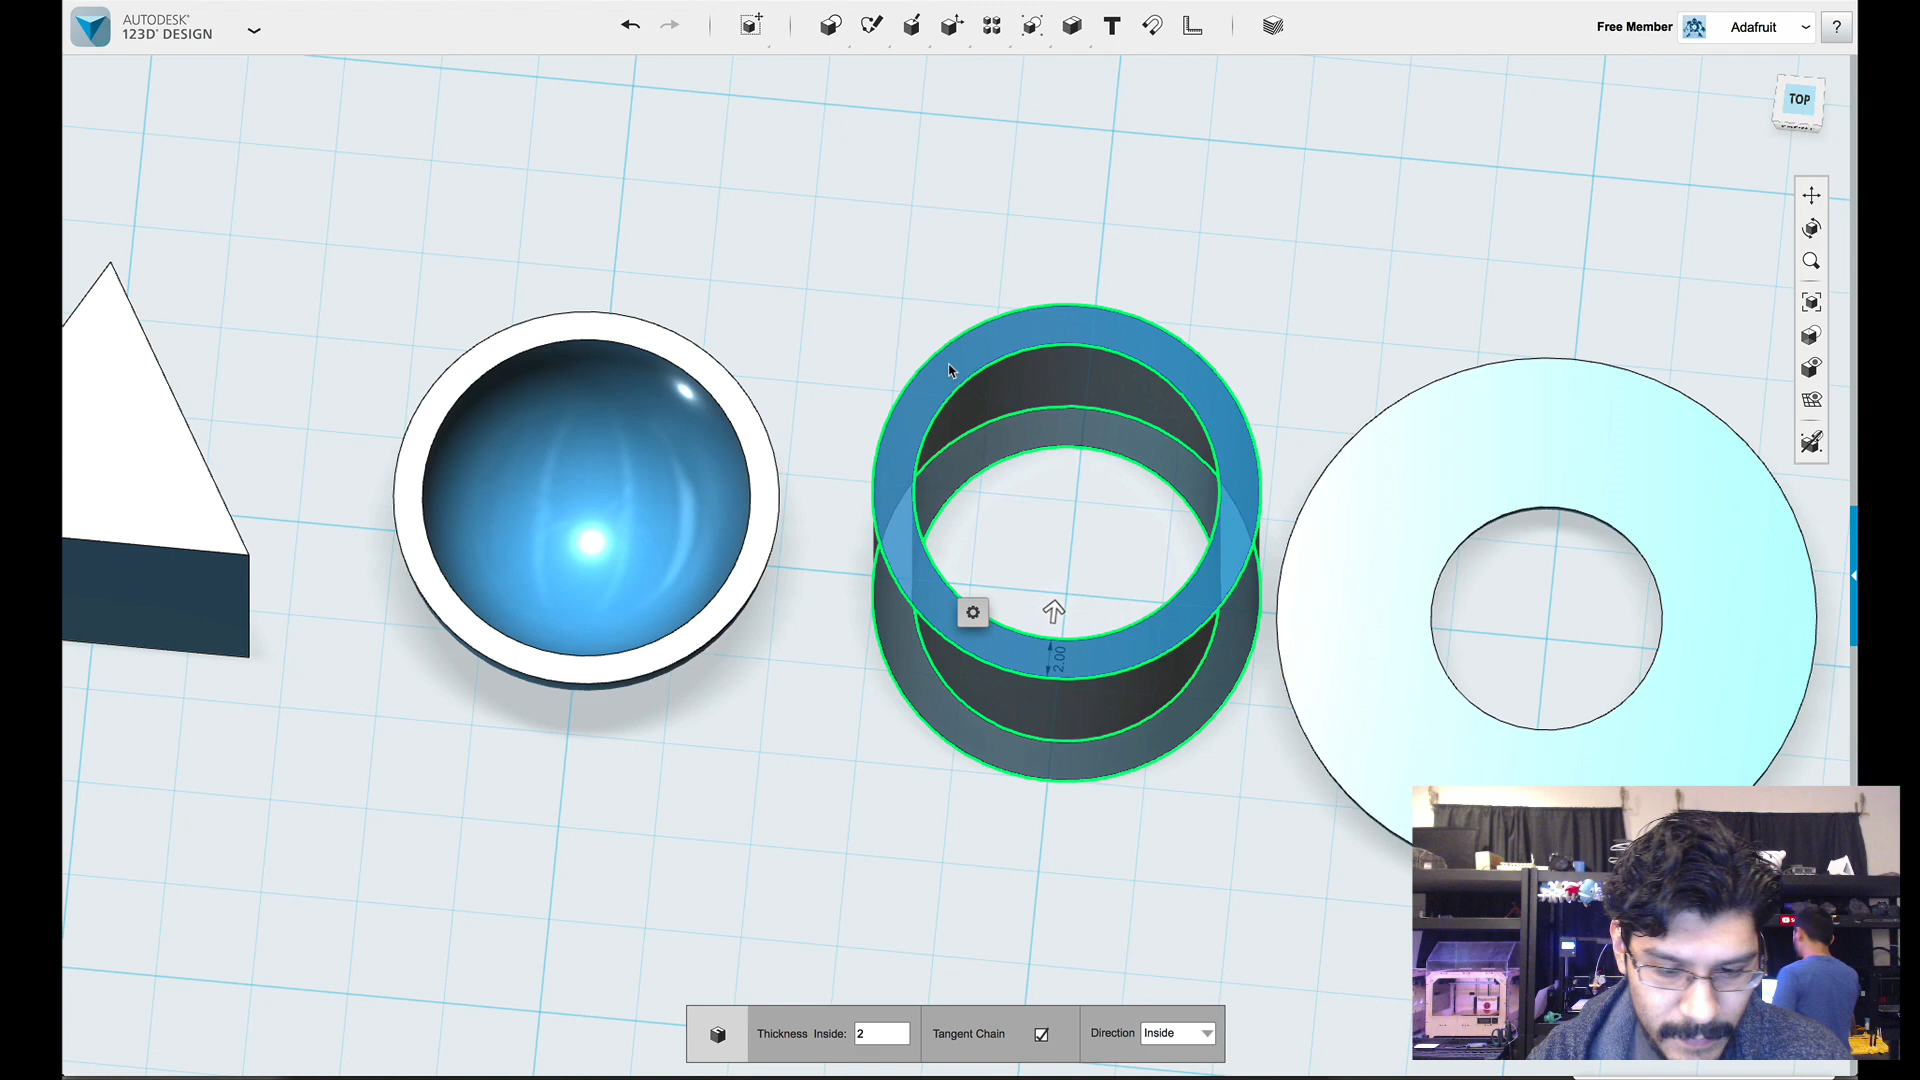 AUTODESK®
123D® DESIGN
Free Member
Adafruit
?
TOP
2.00
Thickness Inside: 2
Tangent Chain
Direction Inside